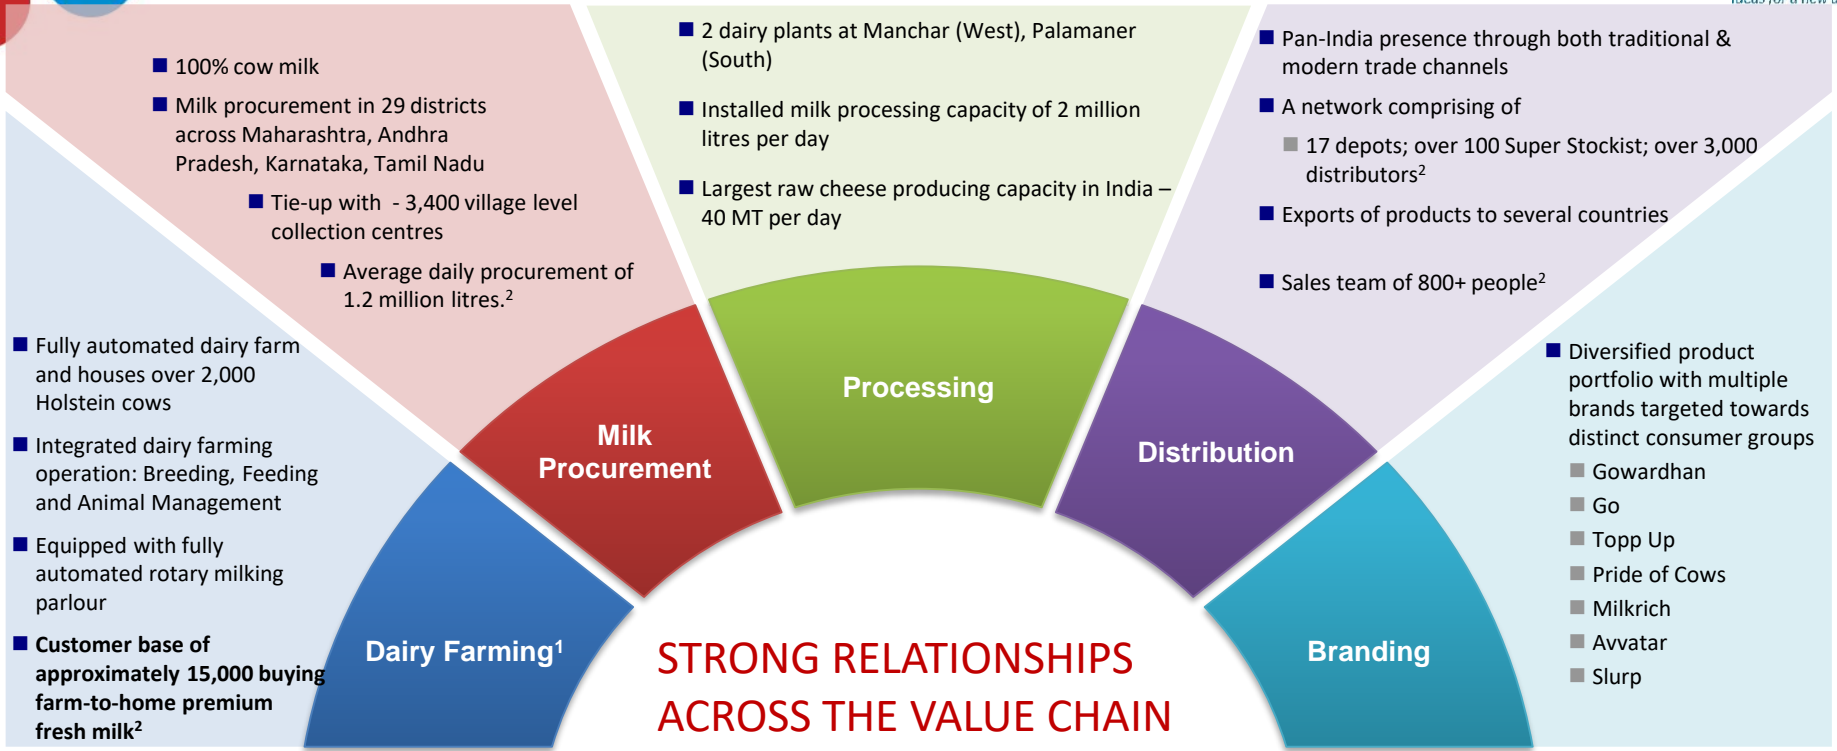 ■ Fully automated dairy farm
and houses over 2,000
Holstein cows
■ Integrated dairy farming
operation: Breeding, Feeding
and Animal Management
■ Equipped with fully
automated rotary milking
parlour
■ Customer base of
approximately 15,000 buying
farm-to-home premium
fresh milk²
Dairy Farming¹
■ 100% cow milk
■ Milk procurement in 29 districts
across Maharashtra, Andhra
Pradesh, Karnataka, Tamil Nadu
■ Tie-up with - 3,400 village level
collection centres
■ Average daily procurement of
1.2 million litres.²
Milk
Procurement
■ 2 dairy plants at Manchar (West), Palamaner
(South)
■ Installed milk processing capacity of 2 million
litres per day
■ Largest raw cheese producing capacity in India –
40 MT per day
Processing
■ Pan-India presence through both traditional &
modern trade channels
■ A network comprising of
■ 17 depots; over 100 Super Stockist; over 3,000
distributors²
■ Exports of products to several countries
■ Sales team of 800+ people²
Distribution
■ Diversified product
portfolio with multiple
brands targeted towards
distinct consumer groups
■ Gowardhan
■ Go
■ Topp Up
■ Pride of Cows
■ Milkrich
■ Avvatar
■ Slurp
Branding
STRONG RELATIONSHIPS
ACROSS THE VALUE CHAIN